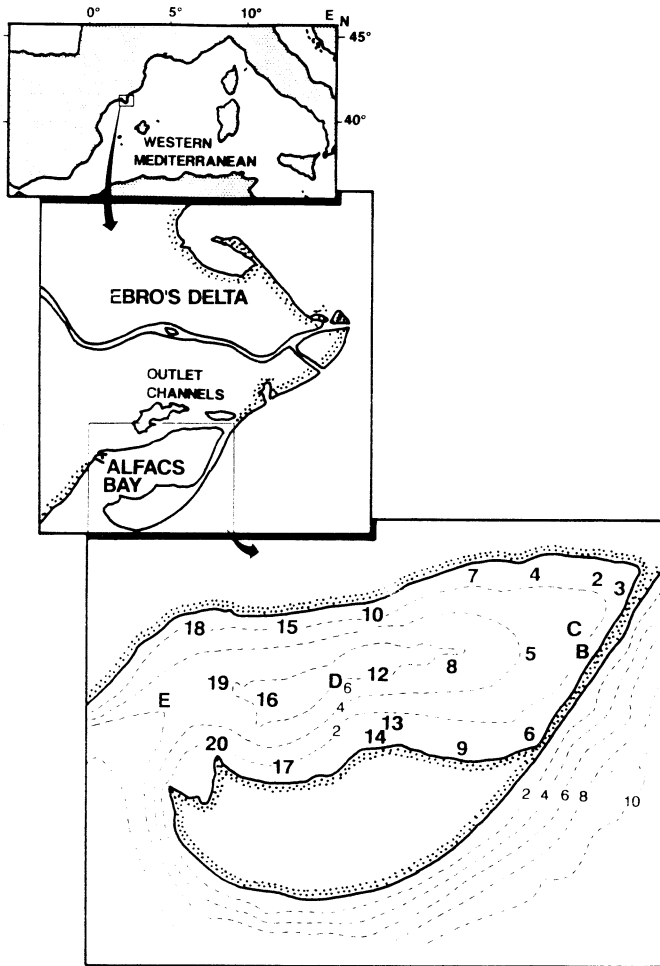 0° 5° 10° E N
45°
40°
WESTERN
MEDITERRANEAN
EBRO'S DELTA
OUTLET
CHANNELS
ALFACS
BAY
7 4 2 3
18 15 10
C
B
19 16 D 6 12 8 5
E
4
2 13
14
20 17 9 6
2 4 6 8 10